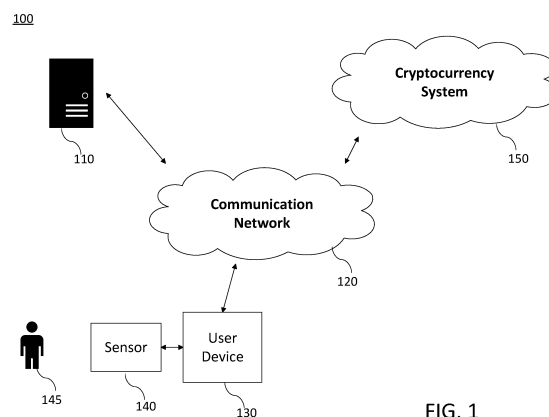 100
Cryptocurrency
System
110
150
Communication
Network
120
Sensor
User
Device
145
140
130
FIG. 1